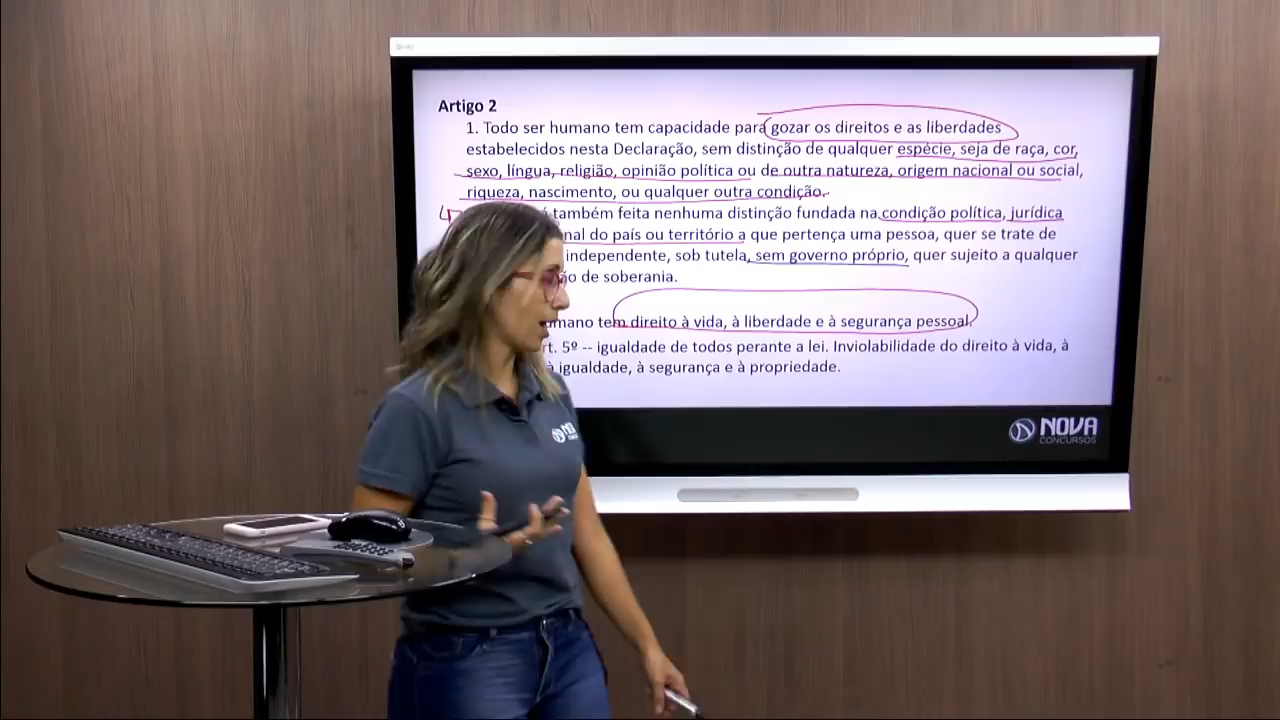 Artigo 2
1. Todo ser humano tem capacidade para gozar os direitos e as liberdades
estabelecidos nesta Declaração, sem distinção de qualquer espécie, seja de raça, cor,
sexo, língua, religião, opinião política ou de outra natureza, origem nacional ou social,
riqueza, nascimento, ou qualquer outra condição.
também feita nenhuma distinção fundada na condição política, jurídica
nal do país ou território a que pertença uma pessoa, quer se trate de
independente, sob tutela, sem governo próprio, quer sujeito a qualquer
ão de soberania.
mano tem direito à vida, à liberdade e à segurança pessoal.
rt. 5º -- igualdade de todos perante a lei. Inviolabilidade do direito à vida, à
à igualdade, à segurança e à propriedade.
NOVA
CONCURSOS